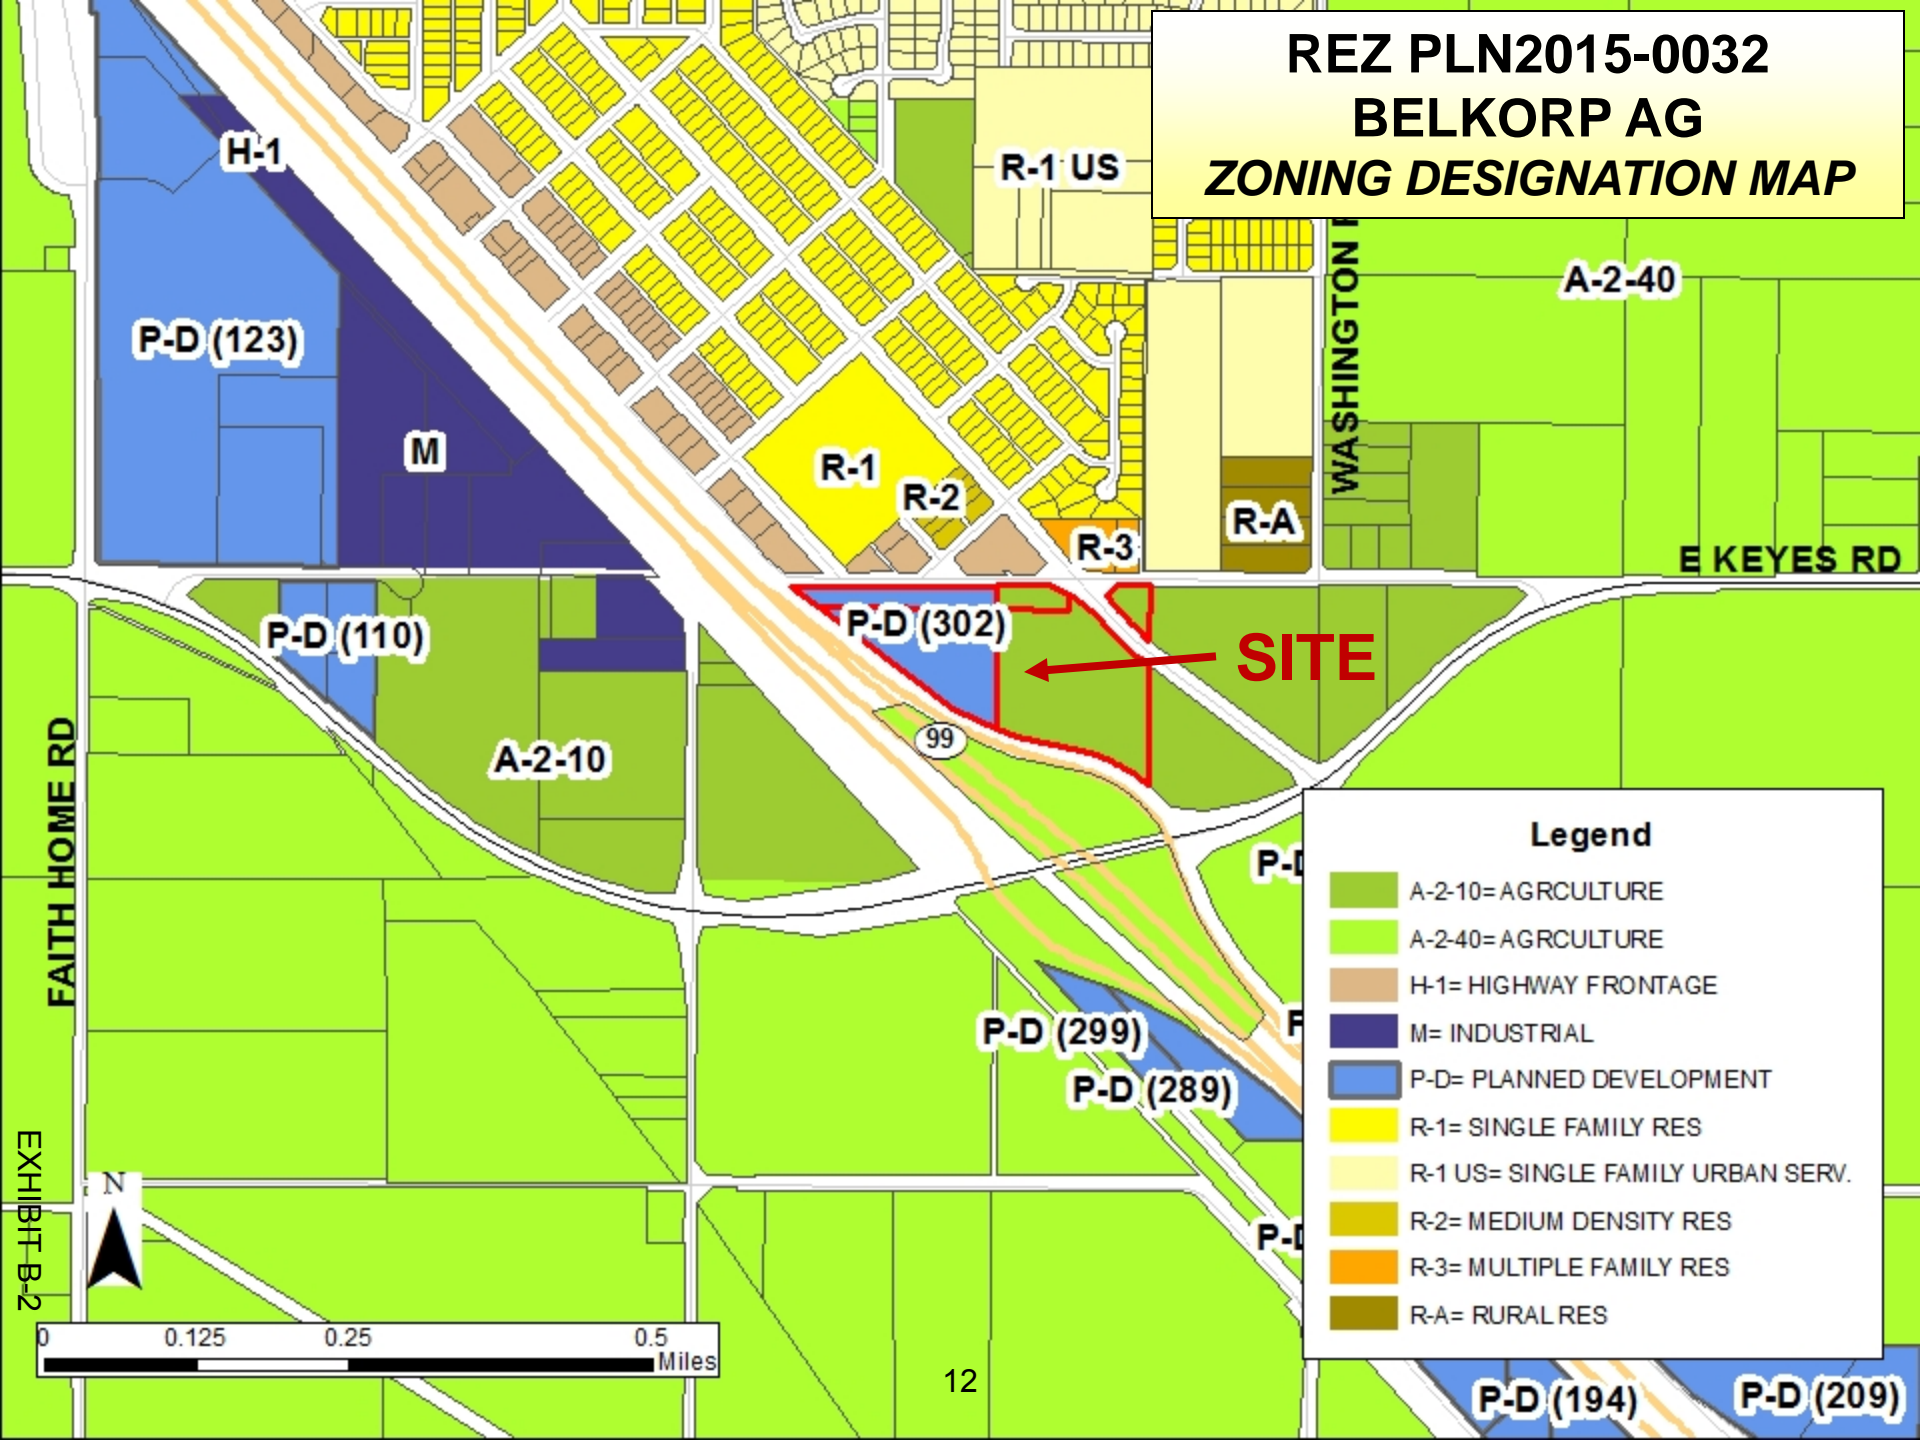 REZ PLN2015-0032
BELKORP AG
ZONING DESIGNATION MAP
H-1
R-1 US
WASHINGTON
A-2-40
P-D (123)
M
R-1
R-2
R-3
R-A
E KEYES RD
P-D (110)
P-D (302)
SITE
99
A-2-10
FAITH HOME RD
P-D (299)
P-D (289)
Legend
A-2-10= AGRCULTURE
A-2-40= AGRCULTURE
H-1= HIGHWAY FRONTAGE
M= INDUSTRIAL
P-D= PLANNED DEVELOPMENT
R-1= SINGLE FAMILY RES
R-1 US= SINGLE FAMILY URBAN SERV.
R-2= MEDIUM DENSITY RES
R-3= MULTIPLE FAMILY RES
R-A= RURAL RES
EXHIBIT B-2
N
0 0.125 0.25 0.5
Miles
12
P-D (194)
P-D (209)